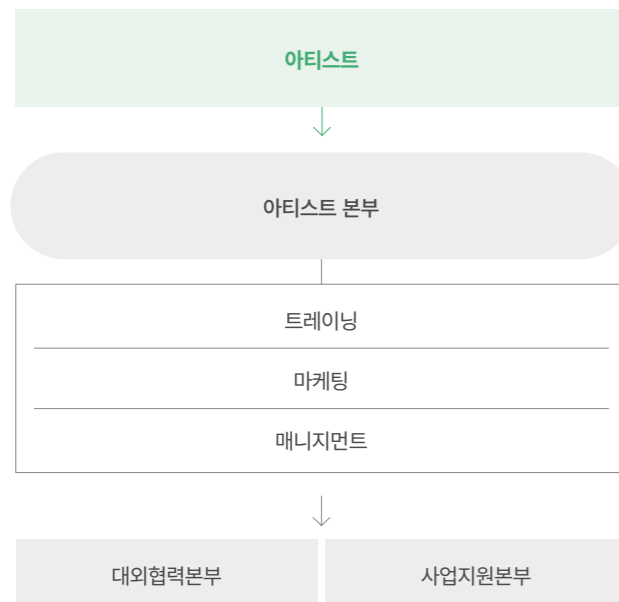 아티스트
아티스트 본부
트레이닝
마케팅
매니지먼트
대외협력본부
사업지원본부